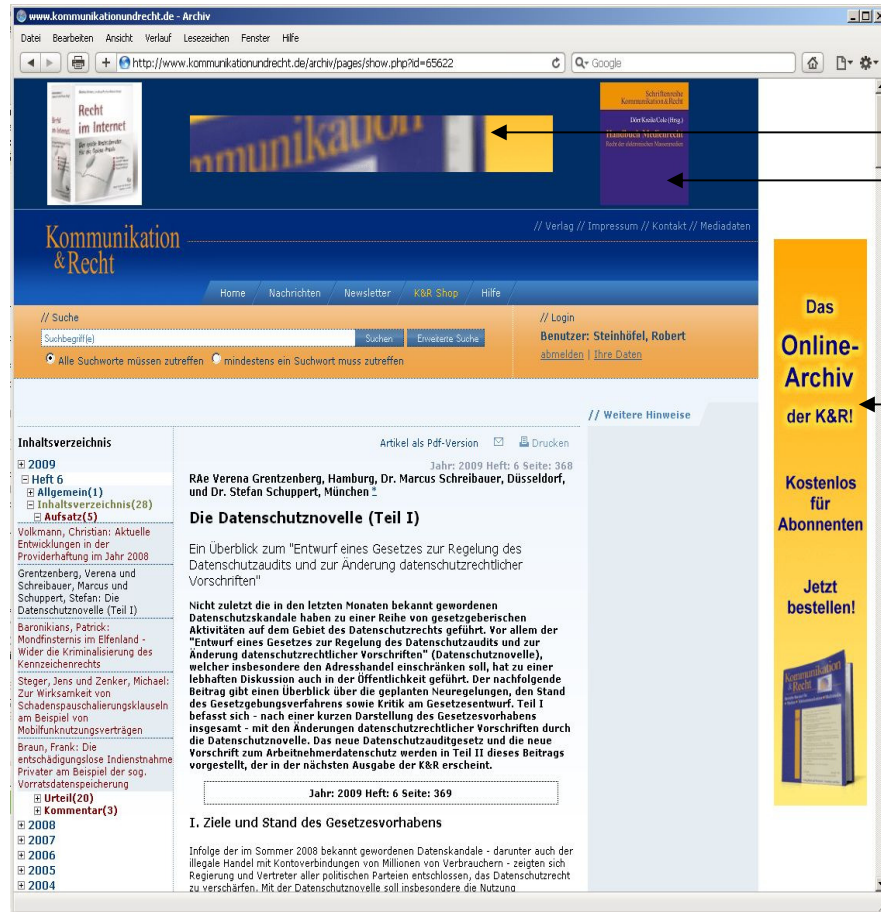 www.kommunikationundrecht.de - Archiv
Datei Bearbeiten Ansicht Verlauf Lesezeichen Fenster Hilfe
http://www.kommunikationundrecht.de/archiv/pages/show.php?id=65622
Google
Recht
im Internet
mmunikation
Schriftenreihe
Kommunikation & Recht
Dörr/Kreile/Cole (Hrsg.)
Handbuch Medienrecht
Recht der elektronischen Massenmedien
// Verlag // Impressum // Kontakt // Mediadaten
Kommunikation
& Recht
Home Nachrichten Newsletter K&R Shop Hilfe
// Suche
Suchbegriff(e)
Suchen
Erweiterte Suche
Alle Suchworte müssen zutreffen mindestens ein Suchwort muss zutreffen
// Login
Benutzer: Steinhöfel, Robert
abmelden | Ihre Daten
// Weitere Hinweise
Inhaltsverzeichnis
2009
Heft 6
Allgemein(1)
Inhaltsverzeichnis(28)
Aufsatz(5)
Volkmann, Christian: Aktuelle
Entwicklungen in der
Providerhaftung im Jahr 2008
Grentzenberg, Verena und
Schreibauer, Marcus und
Schuppert, Stefan: Die
Datenschutznovelle (Teil I)
Baronikians, Patrick:
Mondfinsternis im Elfenland -
Wider die Kriminalisierung des
Kennzeichenrechts
Steger, Jens und Zenker, Michael:
Zur Wirksamkeit von
Schadenspauschalierungsklauseln
am Beispiel von
Mobilfunknutzungsverträgen
Braun, Frank: Die
entschädigungslose Indienstnahme
Privater am Beispiel der sog.
Vorratsdatenspeicherung
Urteil(20)
Kommentar(3)
2008
2007
2006
2005
2004
Artikel als Pdf-Version Drucken
Jahr: 2009 Heft: 6 Seite: 368
RAe Verena Grentzenberg, Hamburg, Dr. Marcus Schreibauer, Düsseldorf,
und Dr. Stefan Schuppert, München *
Die Datenschutznovelle (Teil I)
Ein Überblick zum "Entwurf eines Gesetzes zur Regelung des
Datenschutzaudits und zur Änderung datenschutzrechtlicher
Vorschriften"
Nicht zuletzt die in den letzten Monaten bekannt gewordenen
Datenschutzskandale haben zu einer Reihe von gesetzgeberischen
Aktivitäten auf dem Gebiet des Datenschutzrechts geführt. Vor allem der
"Entwurf eines Gesetzes zur Regelung des Datenschutzaudits und zur
Änderung datenschutzrechtlicher Vorschriften" (Datenschutznovelle),
welcher insbesondere den Adresshandel einschränken soll, hat zu einer
lebhaften Diskussion auch in der Öffentlichkeit geführt. Der nachfolgende
Beitrag gibt einen Überblick über die geplanten Neuregelungen, den Stand
des Gesetzgebungsverfahrens sowie Kritik am Gesetzesentwurf. Teil I
befasst sich - nach einer kurzen Darstellung des Gesetzesvorhabens
insgesamt - mit den Änderungen datenschutzrechtlicher Vorschriften durch
die Datenschutznovelle. Das neue Datenschutzauditgesetz und die neue
Vorschrift zum Arbeitnehmerdatenschutz werden in Teil II dieses Beitrags
vorgestellt, der in der nächsten Ausgabe der K&R erscheint.
Jahr: 2009 Heft: 6 Seite: 369
I. Ziele und Stand des Gesetzesvorhabens
Infolge der im Sommer 2008 bekannt gewordenen Datenskandale - darunter auch der
illegale Handel mit Kontoverbindungen von Millionen von Verbrauchern - zeigten sich
Regierung und Vertreter aller politischen Parteien entschlossen, das Datenschutzrecht
zu verschärfen. Mit der Datenschutznovelle soll insbesondere die Nutzung
Das
Online-
Archiv
der K&R!
Kostenlos
für
Abonnenten
Jetzt
bestellen!
Kommunikation
& Recht